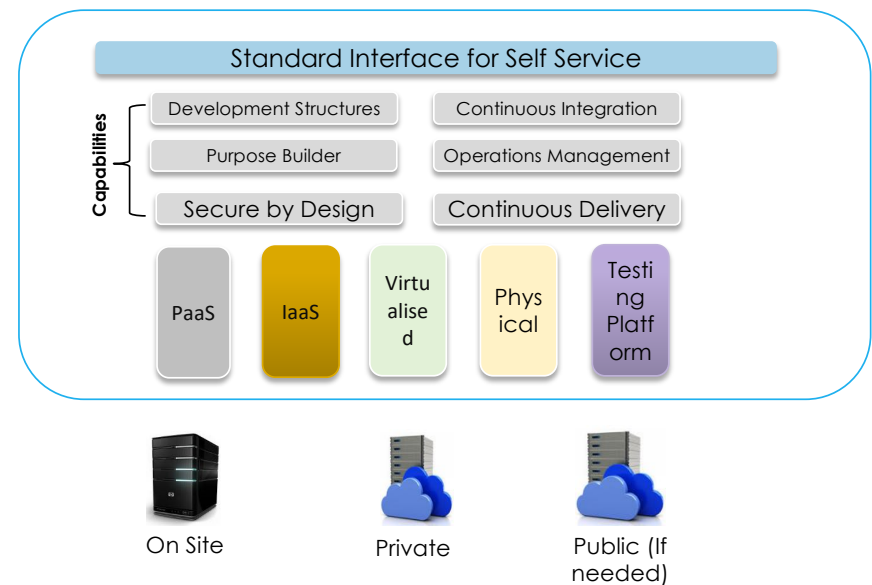 Standard Interface for Self Service
Capabilities
Development Structures
Continuous Integration
Purpose Builder
Operations Management
Secure by Design
Continuous Delivery
PaaS
IaaS
Virtu
alise
d
Phys
ical
Testi
ng
Platf
orm
On Site
Private
Public (If
needed)